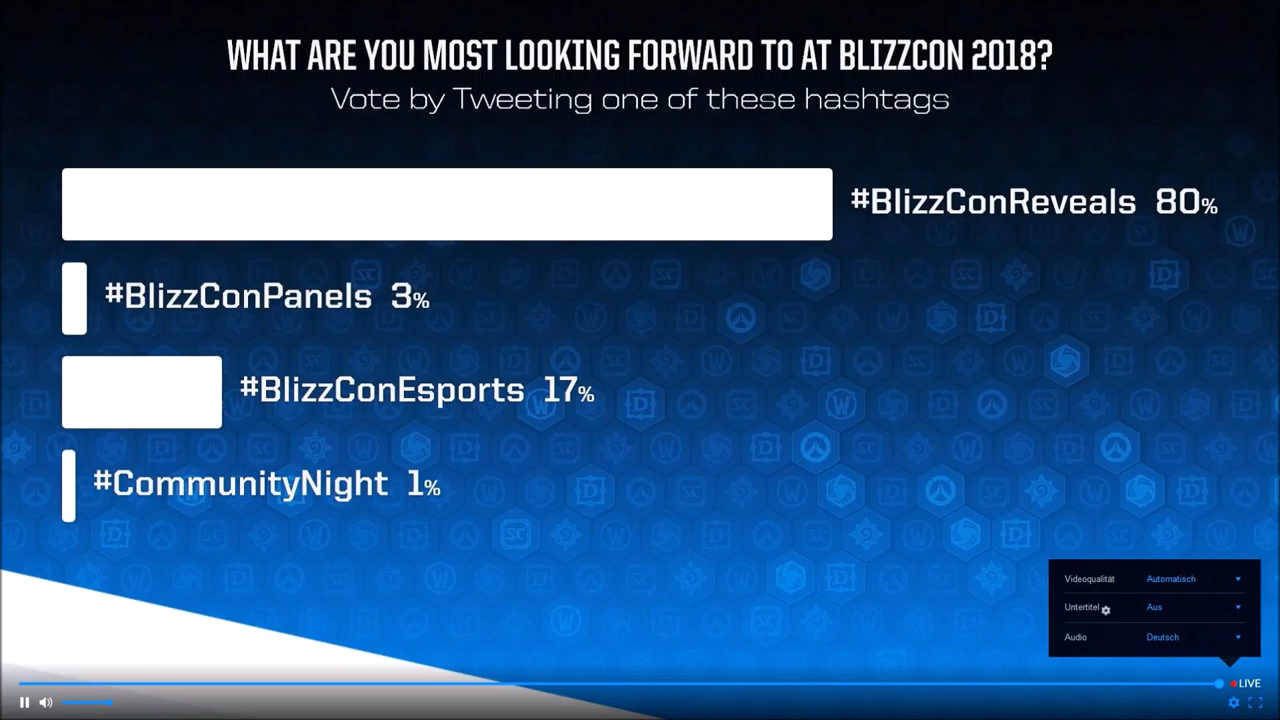 WHAT ARE YOU MOST LOOKING FORWARD TO AT BLIZZCON 2018?
Vote by Tweeting one of these hashtags
#BlizzConReveals 80%
#BlizzConPanels 3%
#BlizzConEsports 17%
#CommunityNight 1%
Videoqualität Automatisch
Untertitel Aus
Audio Deutsch
LIVE